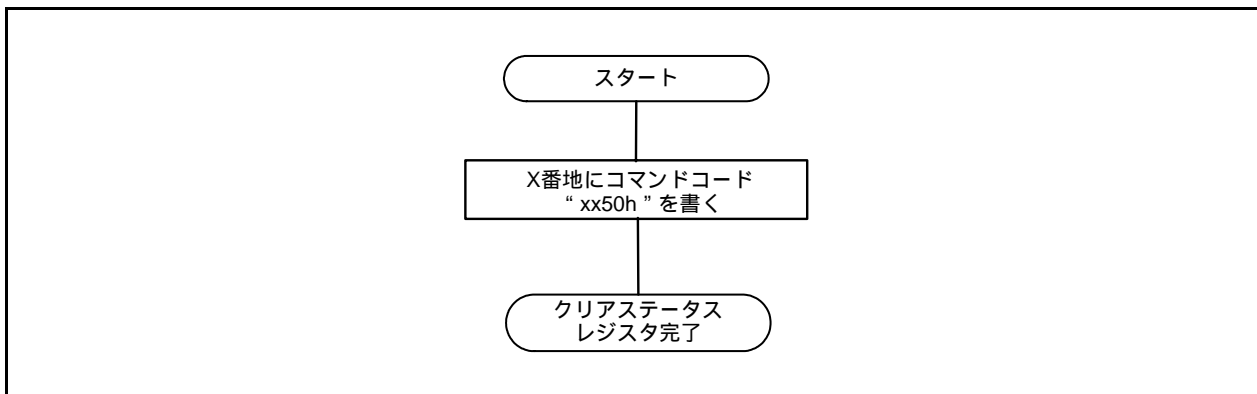 スタート
X番地にコマンドコード
“ xx50h ” を書く
クリアステータス
レジスタ完了